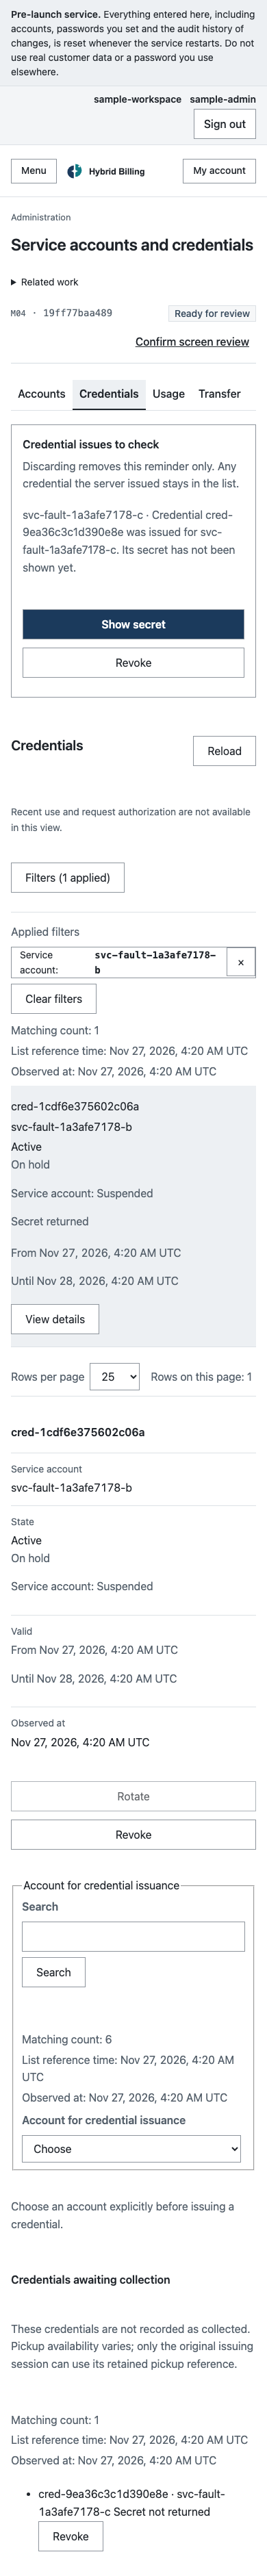 Pre-launch service. Everything entered here, including
accounts, passwords you set and the audit history of
changes, is reset whenever the service restarts. Do not
use real customer data or a password you use
elsewhere.
sample-workspace sample-admin
Sign out
Menu
Hybrid Billing
My account
Administration
Service accounts and credentials
▶ Related work
M04 · 19ff77baa489
Ready for review
Confirm screen review
Accounts Credentials Usage Transfer
Credential issues to check
Discarding removes this reminder only. Any
credential the server issued stays in the list.
svc-fault-1a3afe7178-c · Credential cred-
9ea36c3c1d390e8e was issued for svc-
fault-1a3afe7178-c. Its secret has not been
shown yet.
Show secret
Revoke
Credentials
Reload
Recent use and request authorization are not available
in this view.
Filters (1 applied)
Applied filters
Service
account:
svc-fault-1a3afe7178-
b
×
Clear filters
Matching count: 1
List reference time: Nov 27, 2026, 4:20 AM UTC
Observed at: Nov 27, 2026, 4:20 AM UTC
cred-1cdf6e375602c06a
svc-fault-1a3afe7178-b
Active
On hold
Service account: Suspended
Secret returned
From Nov 27, 2026, 4:20 AM UTC
Until Nov 28, 2026, 4:20 AM UTC
View details
Rows per page 25 Rows on this page: 1
cred-1cdf6e375602c06a
Service account
svc-fault-1a3afe7178-b
State
Active
On hold
Service account: Suspended
Valid
From Nov 27, 2026, 4:20 AM UTC
Until Nov 28, 2026, 4:20 AM UTC
Observed at
Nov 27, 2026, 4:20 AM UTC
Rotate
Revoke
Account for credential issuance
Search
Search
Matching count: 6
List reference time: Nov 27, 2026, 4:20 AM
UTC
Observed at: Nov 27, 2026, 4:20 AM UTC
Account for credential issuance
Choose
Choose an account explicitly before issuing a
credential.
Credentials awaiting collection
These credentials are not recorded as collected.
Pickup availability varies; only the original issuing
session can use its retained pickup reference.
Matching count: 1
List reference time: Nov 27, 2026, 4:20 AM UTC
Observed at: Nov 27, 2026, 4:20 AM UTC
• cred-9ea36c3c1d390e8e · svc-fault-
1a3afe7178-c Secret not returned
Revoke